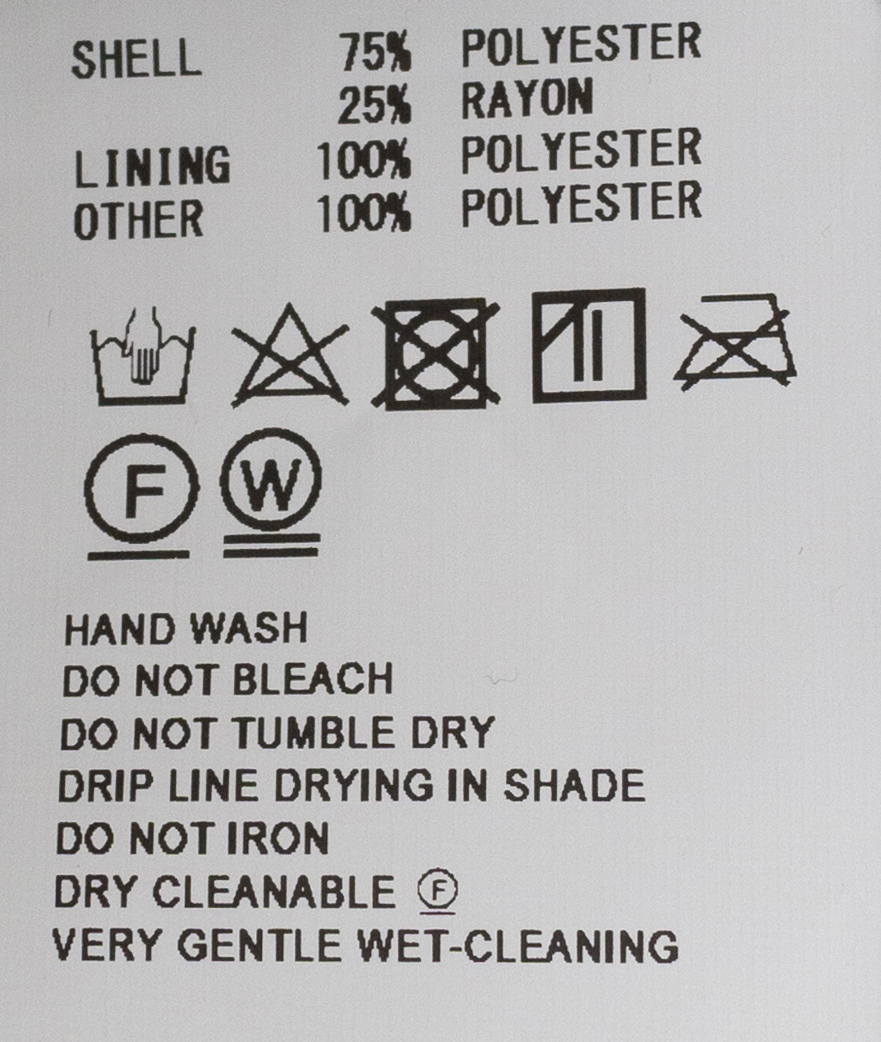 SHELL 75% POLYESTER
25% RAYON
LINING 100% POLYESTER
OTHER 100% POLYESTER
F W
HAND WASH
DO NOT BLEACH
DO NOT TUMBLE DRY
DRIP LINE DRYING IN SHADE
DO NOT IRON
DRY CLEANABLE Ⓕ
VERY GENTLE WET-CLEANING